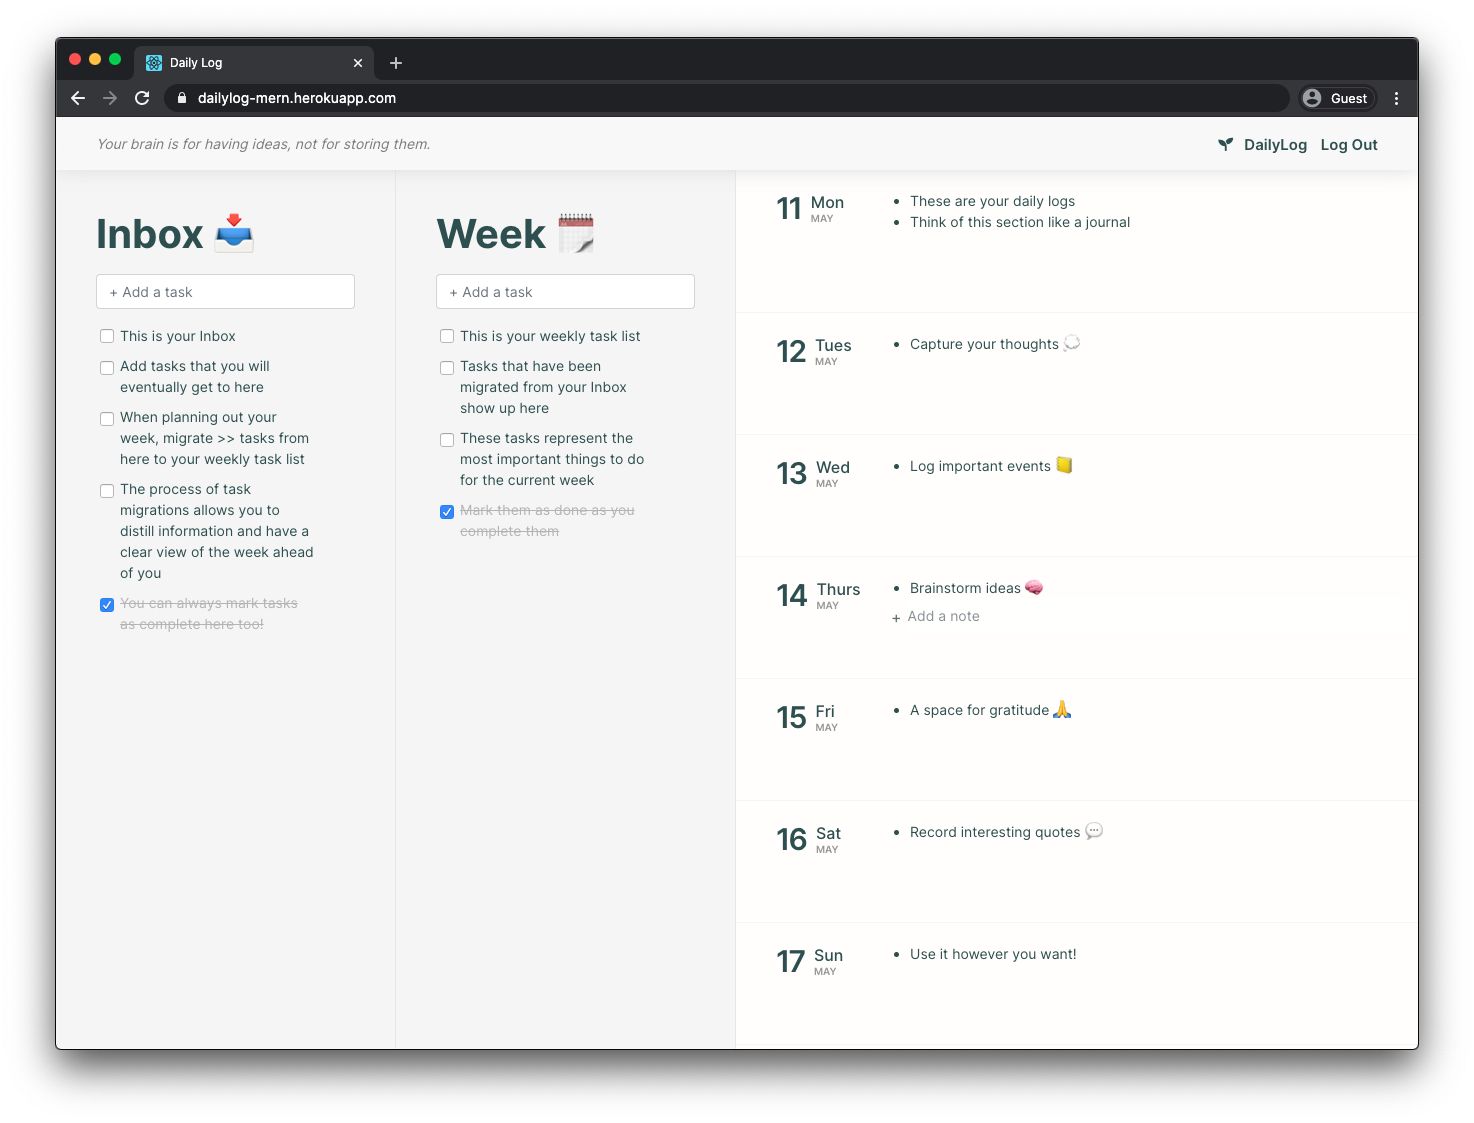 Daily Log
dailylog-mern.herokuapp.com
Guest
Your brain is for having ideas, not for storing them.
DailyLog Log Out
Inbox
+ Add a task
This is your Inbox
Add tasks that you will
eventually get to here
When planning out your
week, migrate >> tasks from
here to your weekly task list
The process of task
migrations allows you to
distill information and have a
clear view of the week ahead
of you
You can always mark tasks
as complete here too!
Week
+ Add a task
This is your weekly task list
Tasks that have been
migrated from your Inbox
show up here
These tasks represent the
most important things to do
for the current week
Mark them as done as you
complete them
11 Mon
MAY
• These are your daily logs
• Think of this section like a journal
12 Tues
MAY
• Capture your thoughts
13 Wed
MAY
• Log important events
14 Thurs
MAY
• Brainstorm ideas
+ Add a note
15 Fri
MAY
• A space for gratitude
16 Sat
MAY
• Record interesting quotes
17 Sun
MAY
• Use it however you want!